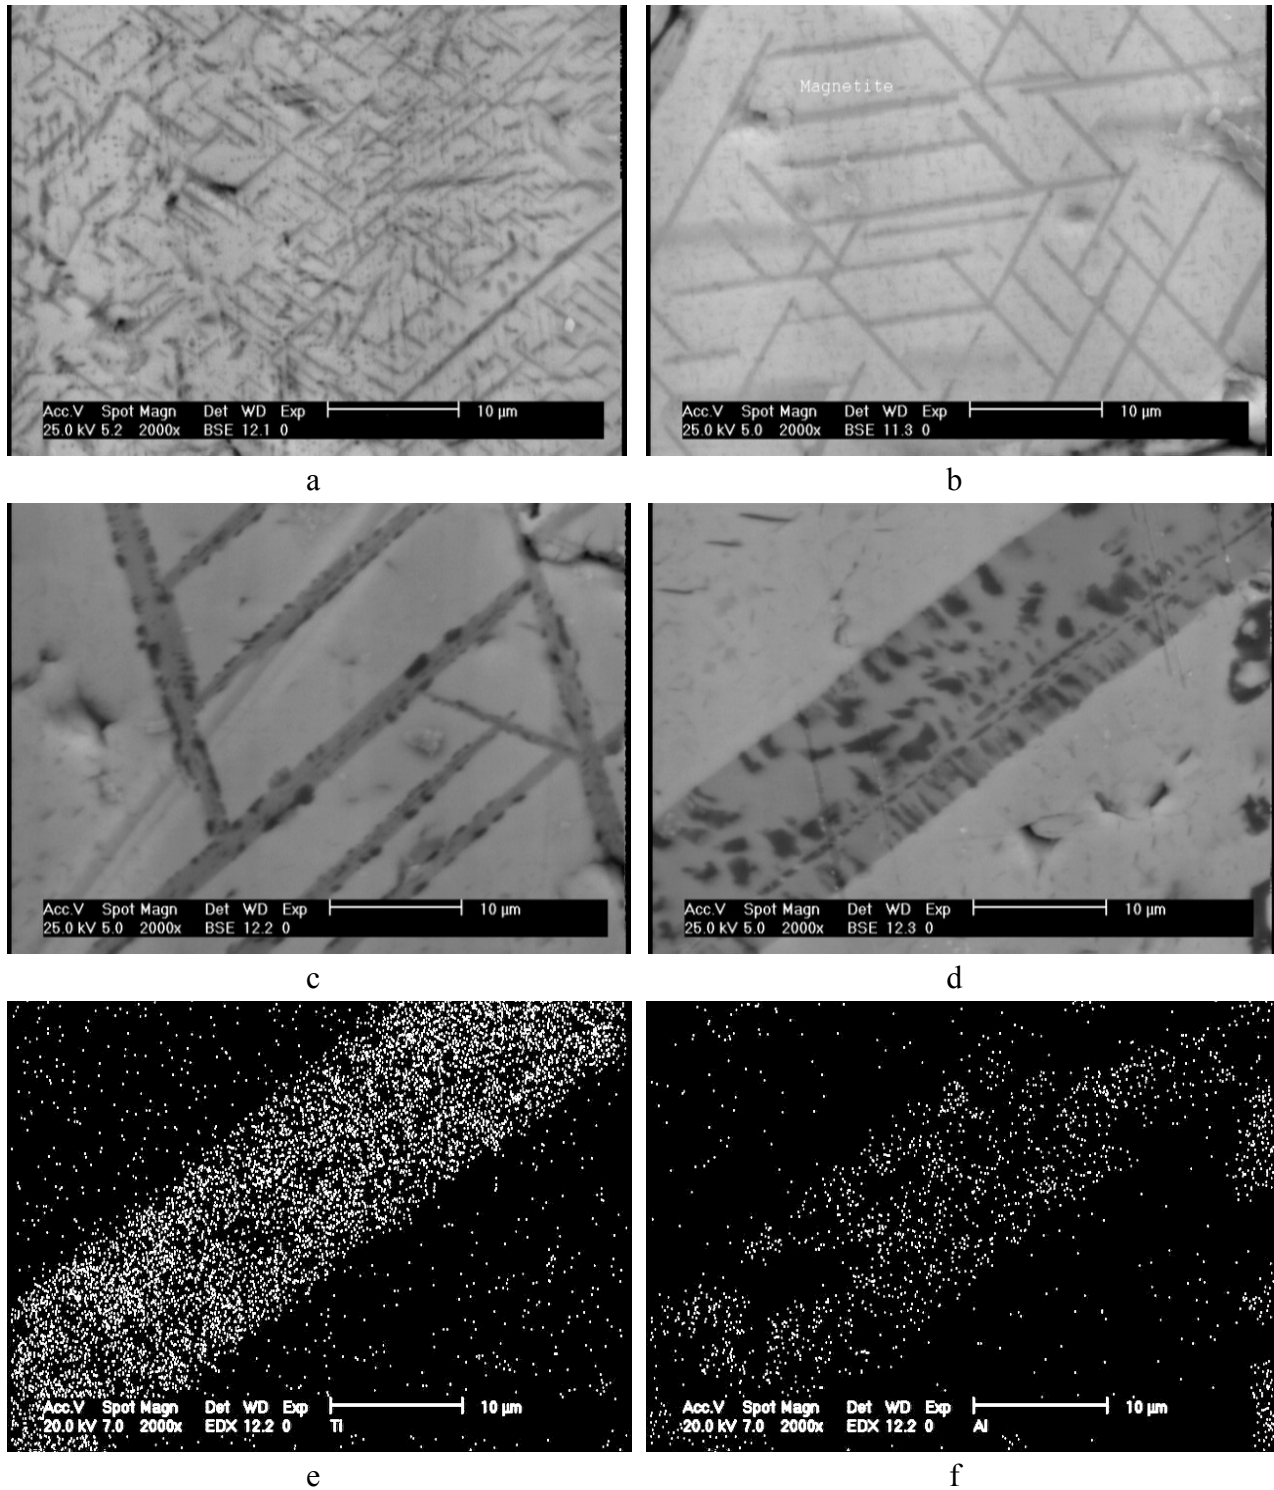 Acc.V Spot Magn Det WD Exp 10 µm
25.0 kV 5.2 2000x BSE 12.1 0
a
Magnetite
Acc.V Spot Magn Det WD Exp 10 µm
25.0 kV 5.0 2000x BSE 11.3 0
b
Acc.V Spot Magn Det WD Exp 10 µm
25.0 kV 5.0 2000x BSE 12.2 0
c
Acc.V Spot Magn Det WD Exp 10 µm
25.0 kV 5.0 2000x BSE 12.3 0
d
Acc.V Spot Magn Det WD Exp 10 µm
20.0 kV 7.0 2000x EDX 12.2 0 Ti
e
Acc.V Spot Magn Det WD Exp 10 µm
20.0 kV 7.0 2000x EDX 12.2 0 Al
f